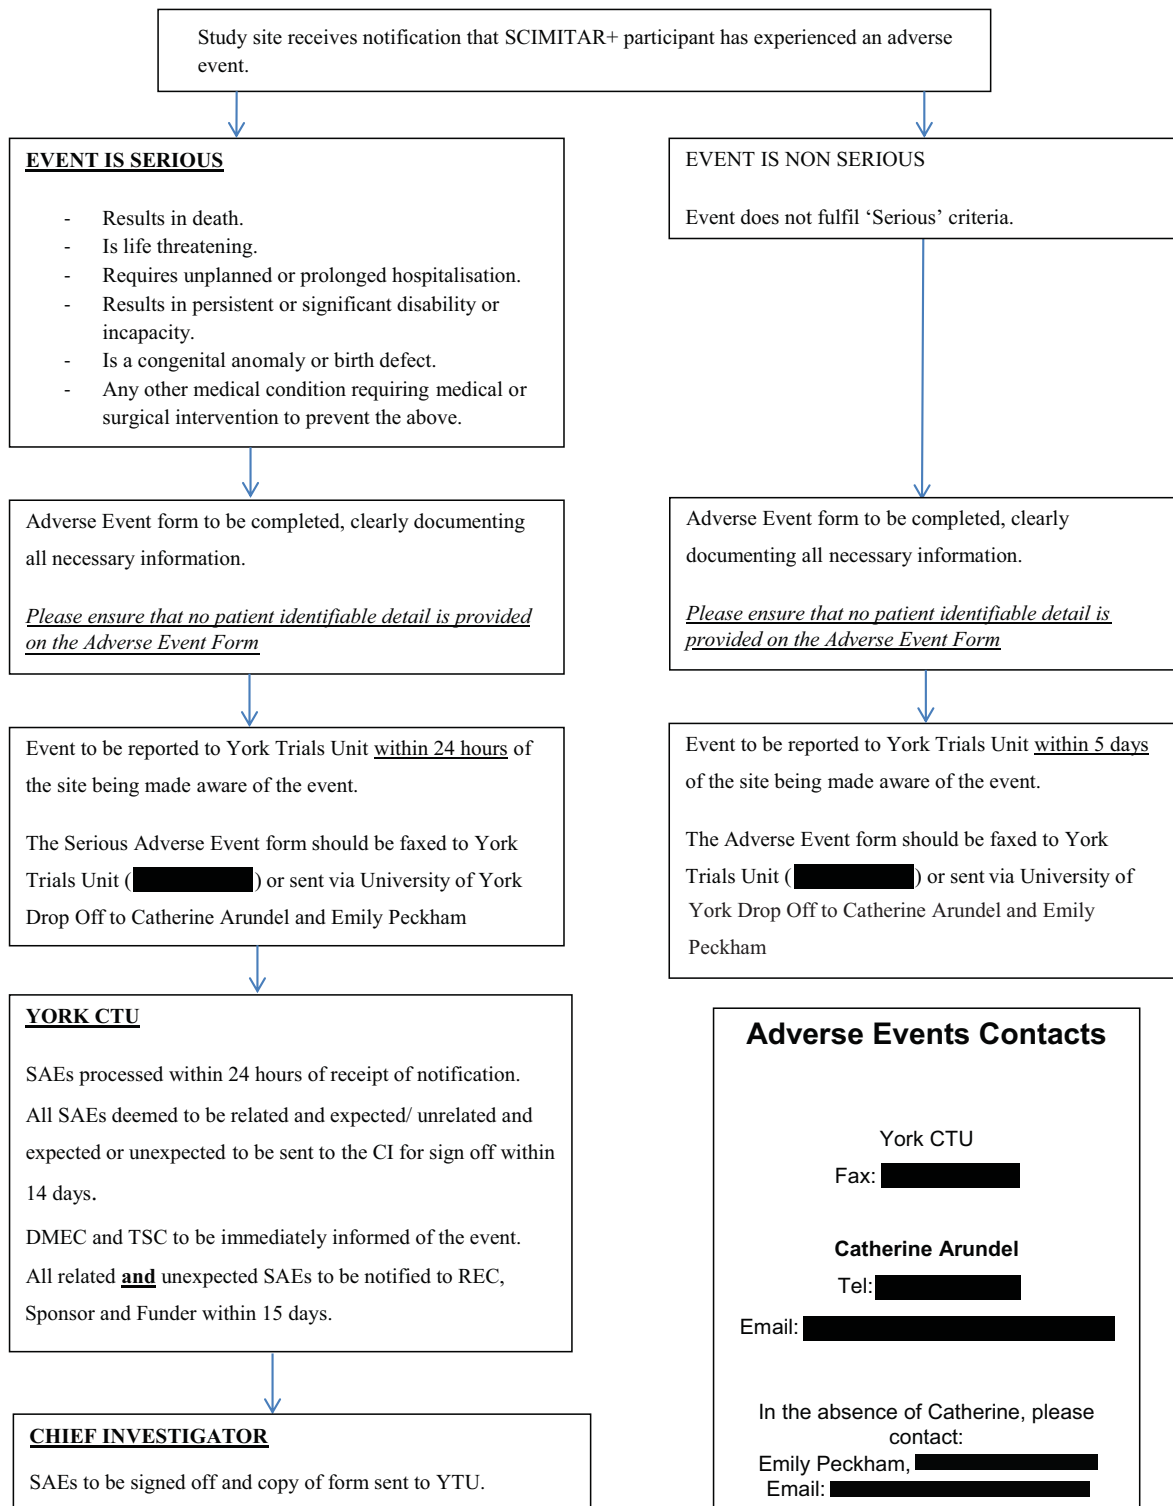 Study site receives notification that SCIMITAR+ participant has experienced an adverse
event.
EVENT IS SERIOUS
- Results in death.
- Is life threatening.
- Requires unplanned or prolonged hospitalisation.
- Results in persistent or significant disability or
incapacity.
- Is a congenital anomaly or birth defect.
- Any other medical condition requiring medical or
surgical intervention to prevent the above.
EVENT IS NON SERIOUS
Event does not fulfil ‘Serious’ criteria.
Adverse Event form to be completed, clearly documenting
all necessary information.
Please ensure that no patient identifiable detail is provided
on the Adverse Event Form
Adverse Event form to be completed, clearly
documenting all necessary information.
Please ensure that no patient identifiable detail is
provided on the Adverse Event Form
Event to be reported to York Trials Unit within 24 hours of
the site being made aware of the event.
The Serious Adverse Event form should be faxed to York
Trials Unit ( ) or sent via University of York
Drop Off to Catherine Arundel and Emily Peckham
Event to be reported to York Trials Unit within 5 days
of the site being made aware of the event.
The Adverse Event form should be faxed to York
Trials Unit ( ) or sent via University of
York Drop Off to Catherine Arundel and Emily
Peckham
YORK CTU
SAEs processed within 24 hours of receipt of notification.
All SAEs deemed to be related and expected/ unrelated and
expected or unexpected to be sent to the CI for sign off within
14 days.
DMEC and TSC to be immediately informed of the event.
All related and unexpected SAEs to be notified to REC,
Sponsor and Funder within 15 days.
CHIEF INVESTIGATOR
SAEs to be signed off and copy of form sent to YTU.
Adverse Events Contacts
York CTU
Fax:
Catherine Arundel
Tel:
Email:
In the absence of Catherine, please
contact:
Emily Peckham,
Email: